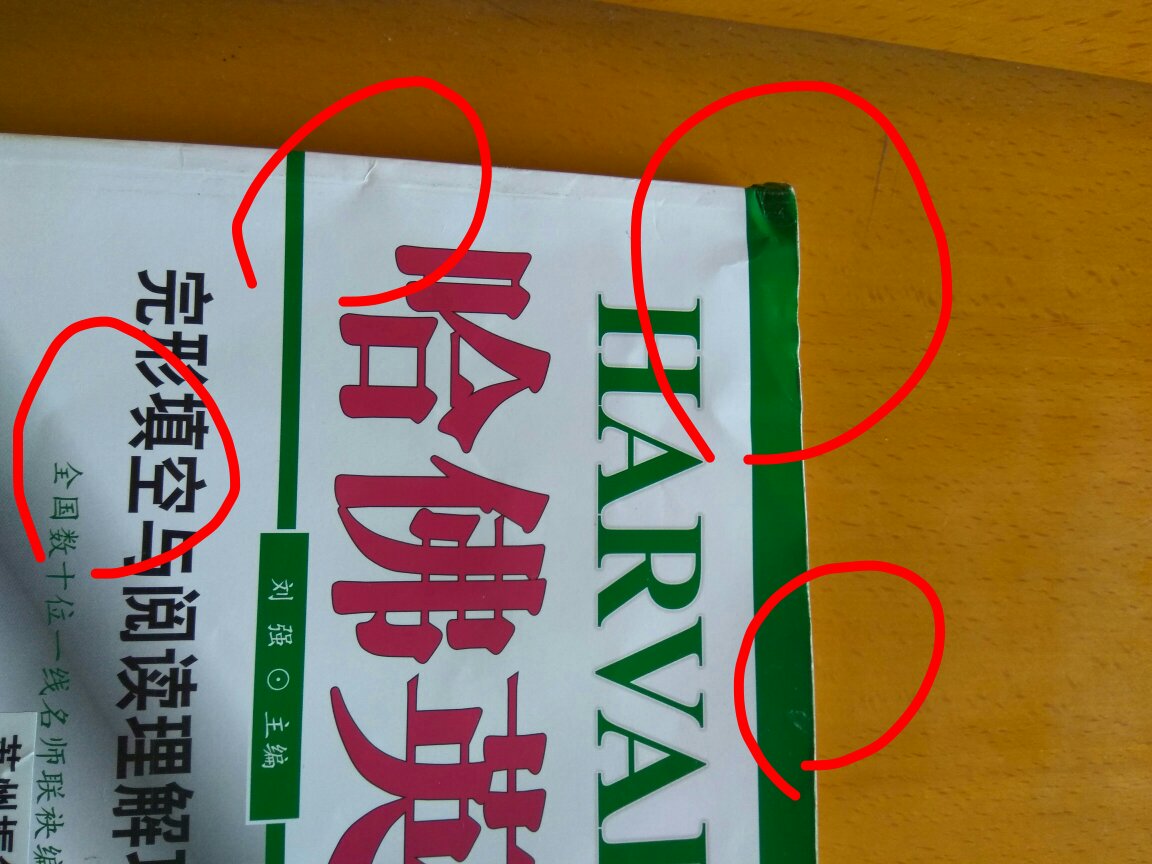 HARVA
哈佛英
刘强⊙主编
完形填空与阅读理解
全国数十位一线名师联袂编